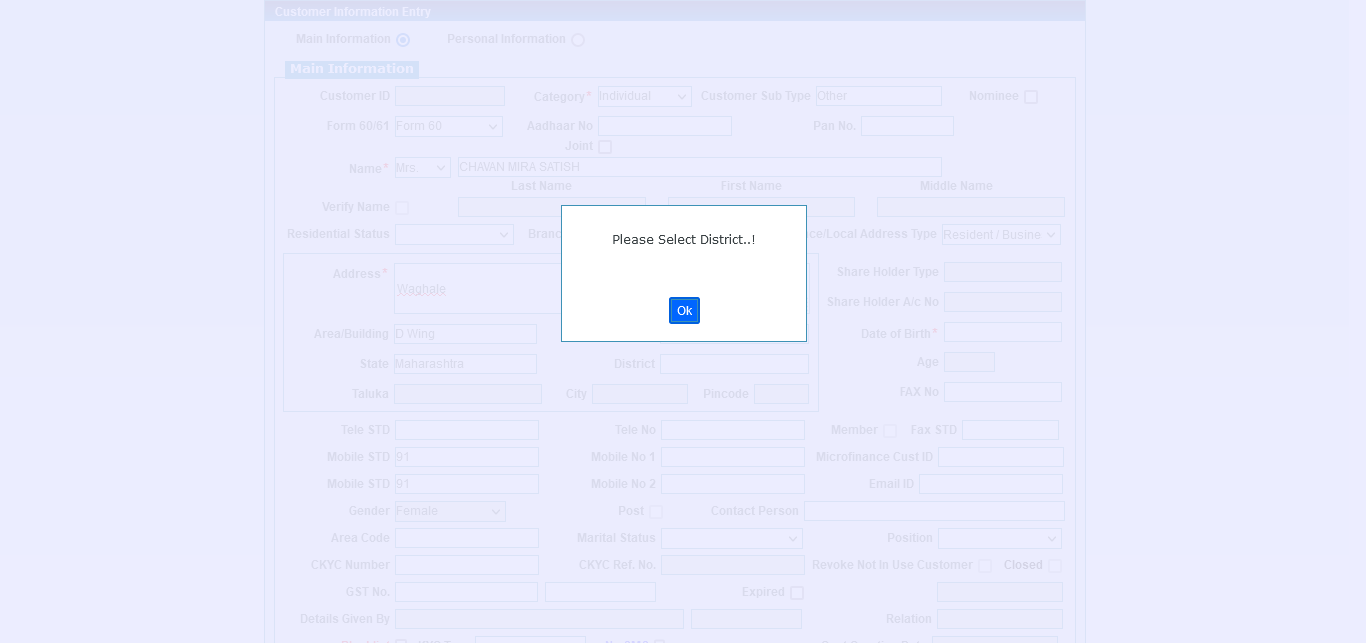 Customer Information Entry
Main Information Personal Information
Main Information
Customer ID Category* Individual Customer Sub Type Other Nominee
Form 60/61 Form 60 Aadhaar No Pan No.
Joint
Name* Mrs. CHAVAN MIRA SATISH
Last Name First Name Middle Name
Verify Name
Residential Status Resident / Busine
ce/Local Address Type
Please Select District..!
Ok
Address* Waghale Share Holder Type
Share Holder A/c No
Area/Building D Wing Date of Birth*
State Maharashtra District Age
Taluka City Pincode FAX No
Tele STD Tele No Member Fax STD
Mobile STD 91 Mobile No 1 Microfinance Cust ID
Mobile STD 91 Mobile No 2 Email ID
Gender Female Post Contact Person
Area Code Marital Status Position
CKYC Number CKYC Ref. No. Revoke Not In Use Customer Closed
GST No. Expired
Details Given By Relation